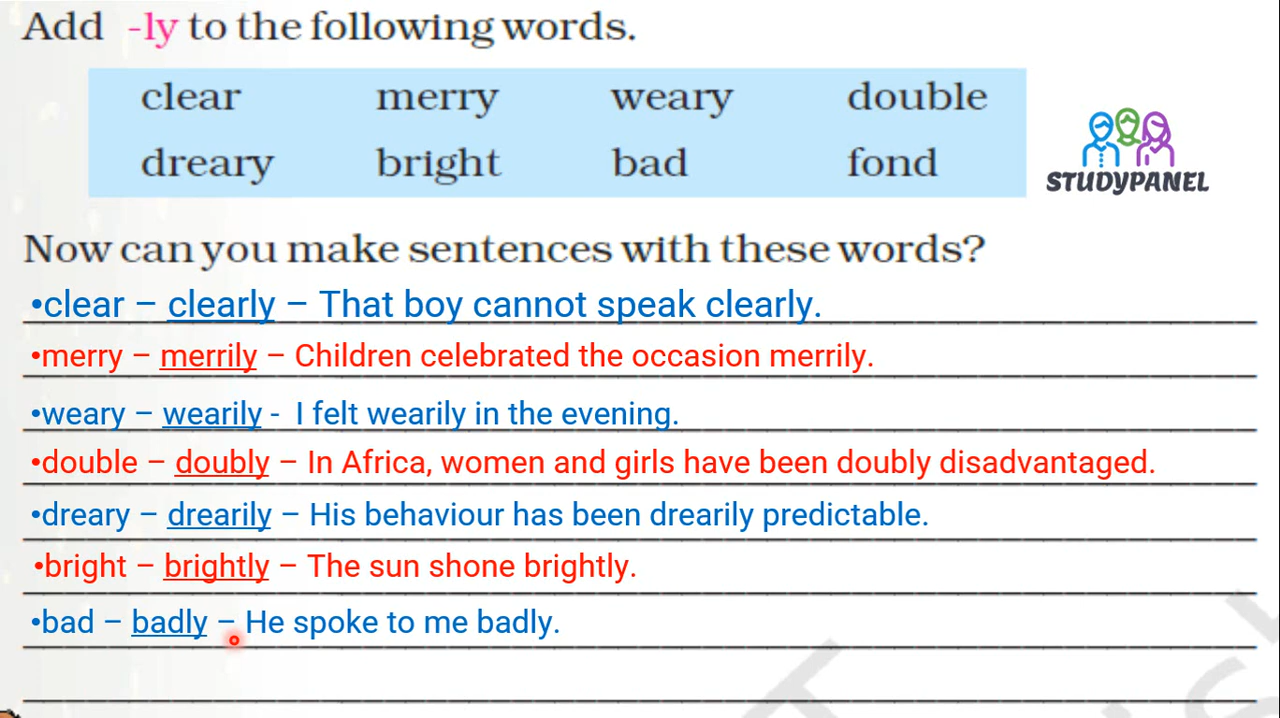 Add -ly to the following words.
clear merry weary double
dreary bright bad fond
STUDYPANEL
Now can you make sentences with these words?
•clear – clearly – That boy cannot speak clearly.
•merry – merrily – Children celebrated the occasion merrily.
•weary – wearily - I felt wearily in the evening.
•double – doubly – In Africa, women and girls have been doubly disadvantaged.
•dreary – drearily – His behaviour has been drearily predictable.
•bright – brightly – The sun shone brightly.
•bad – badly – He spoke to me badly.